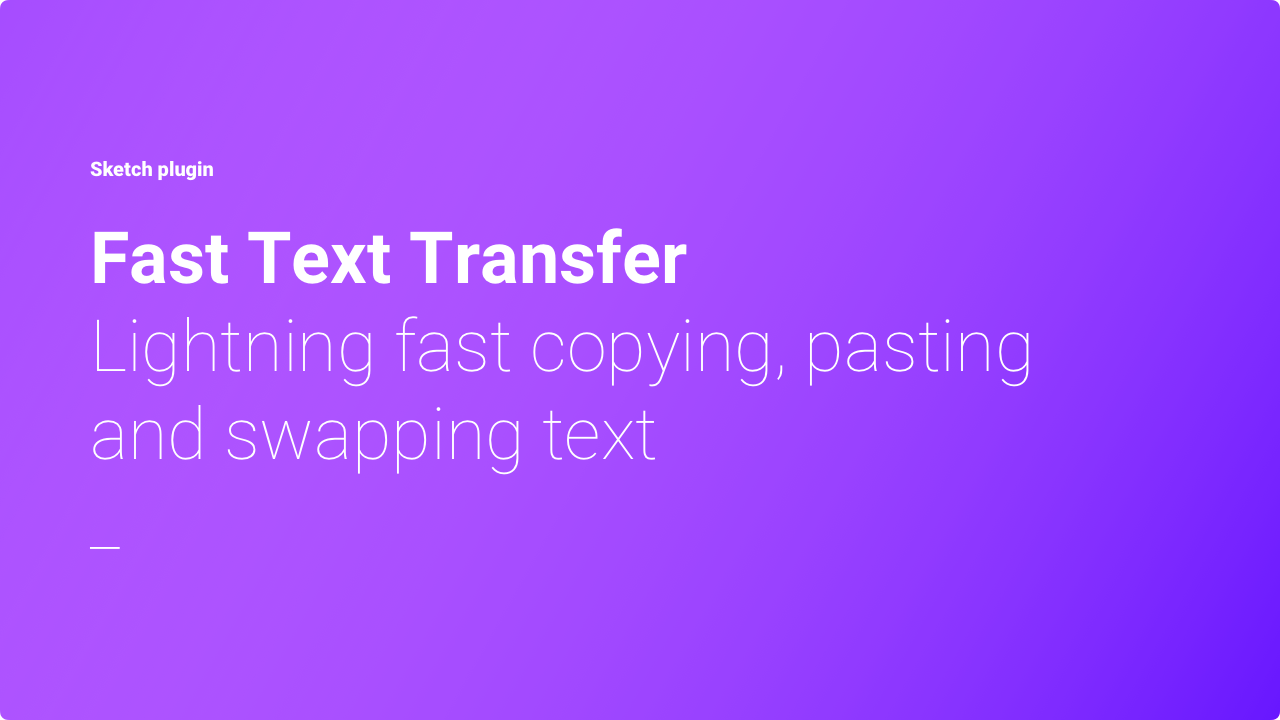 Sketch plugin
Fast Text Transfer
Lightning fast copying, pasting
and swapping text